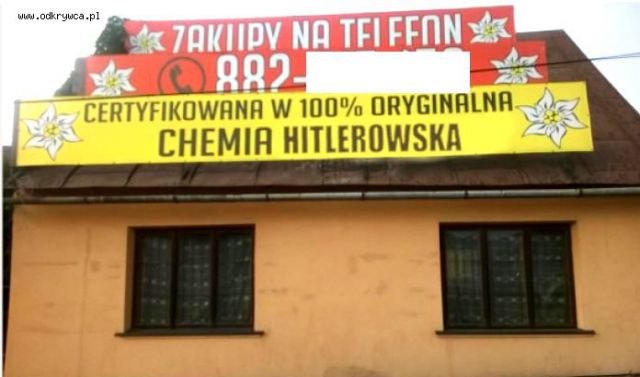 www.odkrywca.pl
ZAKUPY NA TELEFON
882-
CERTYFIKOWANA W 100% ORYGINALNA
CHEMIA HITLEROWSKA